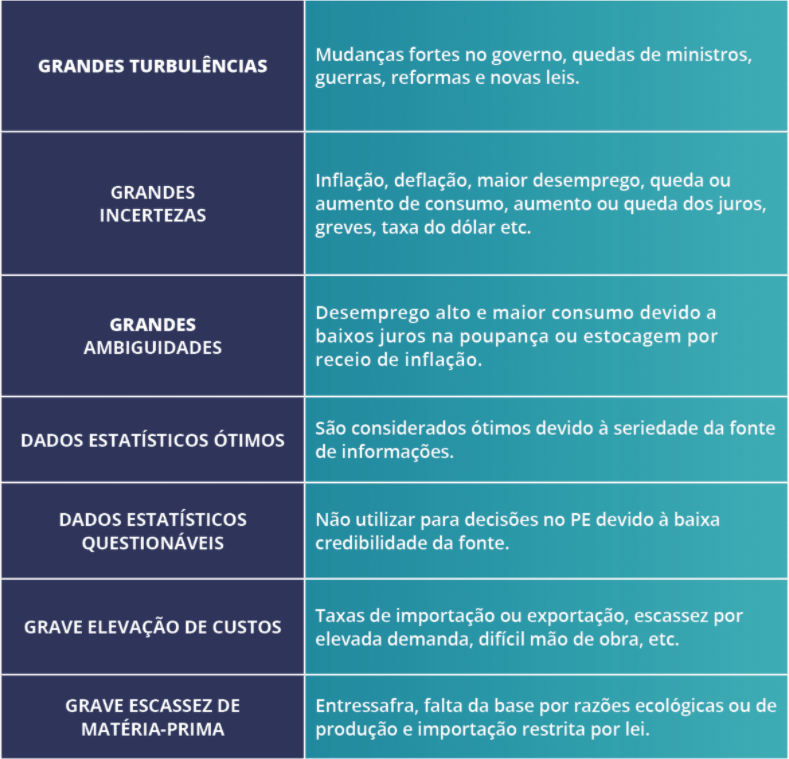 GRANDES TURBULÊNCIAS
Mudanças fortes no governo, quedas de ministros,
guerras, reformas e novas leis.
GRANDES
INCERTEZAS
Inflação, deflação, maior desemprego, queda ou
aumento de consumo, aumento ou queda dos juros,
greves, taxa do dólar etc.
GRANDES
AMBIGUIDADES
Desemprego alto e maior consumo devido a
baixos juros na poupança ou estocagem por
receio de inflação.
DADOS ESTATÍSTICOS ÓTIMOS
São considerados ótimos devido à seriedade da fonte
de informações.
DADOS ESTATÍSTICOS
QUESTIONÁVEIS
Não utilizar para decisões no PE devido à baixa
credibilidade da fonte.
GRAVE ELEVAÇÃO DE CUSTOS
Taxas de importação ou exportação, escassez por
elevada demanda, difícil mão de obra, etc.
GRAVE ESCASSEZ DE
MATÉRIA-PRIMA
Entressafra, falta da base por razões ecológicas ou de
produção e importação restrita por lei.